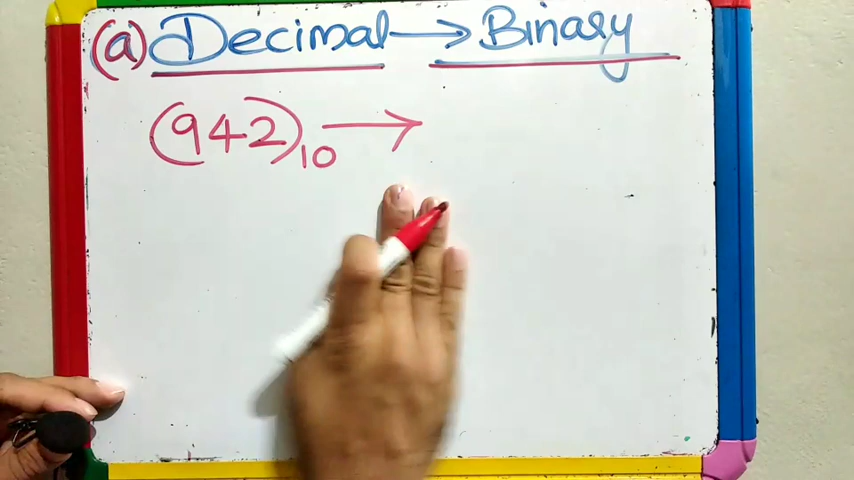 (a) Decimal → Binary
(942)₁₀ →